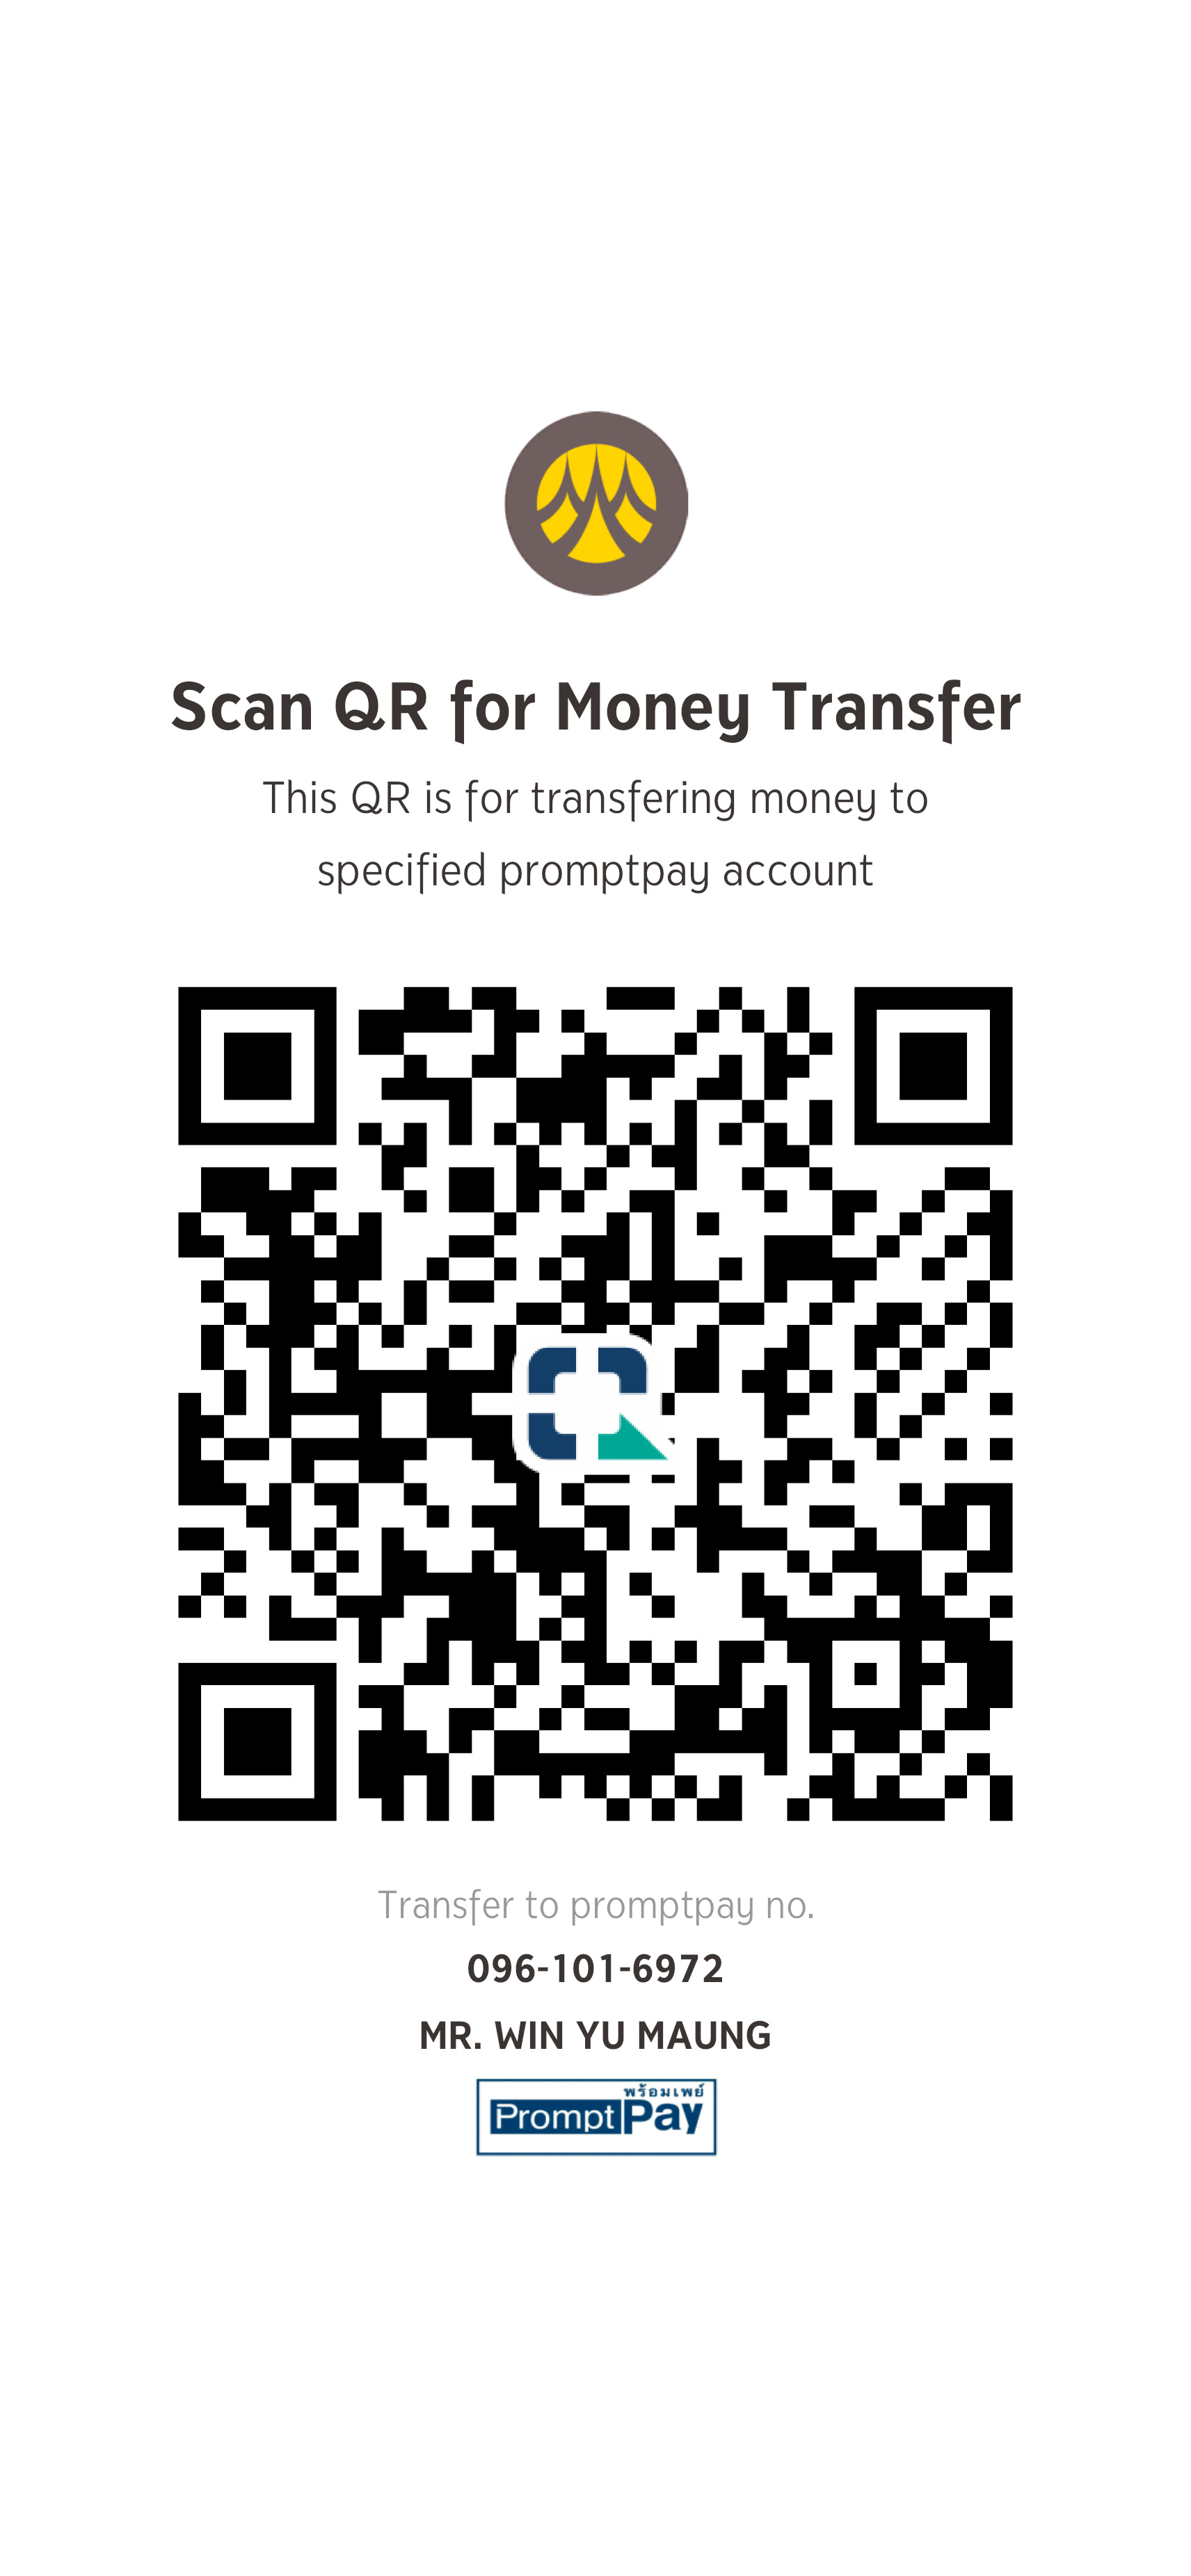 Scan QR for Money Transfer
This QR is for transfering money to
specified promptpay account
Transfer to promptpay no.
096-101-6972
MR. WIN YU MAUNG
พร้อมเพย์
PromptPay